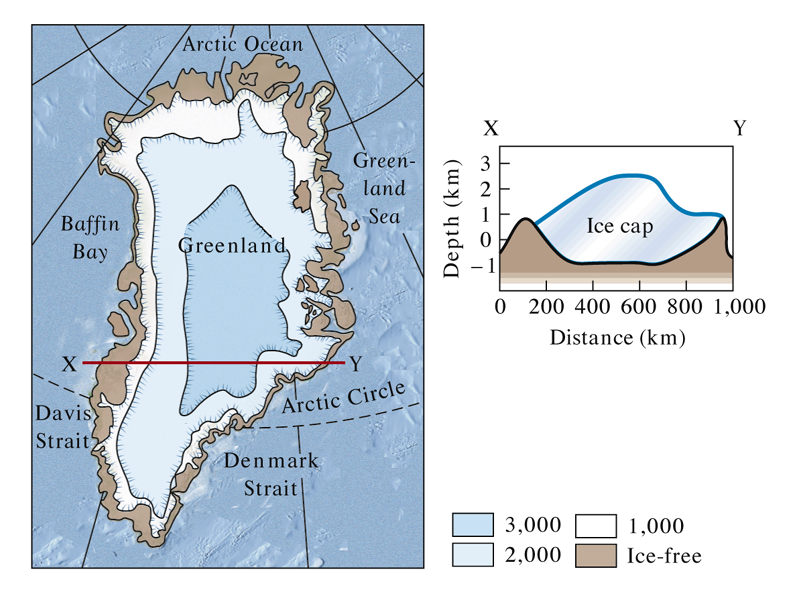 Arctic Ocean
Green-
land
Sea
Baffin
Bay
Greenland
X
Y
Arctic Circle
Davis
Strait
Denmark
Strait
X
Y
Depth (km)
3
2
1
0
–1
Ice cap
0 200 400 600 800 1,000
Distance (km)
3,000
1,000
2,000
Ice-free